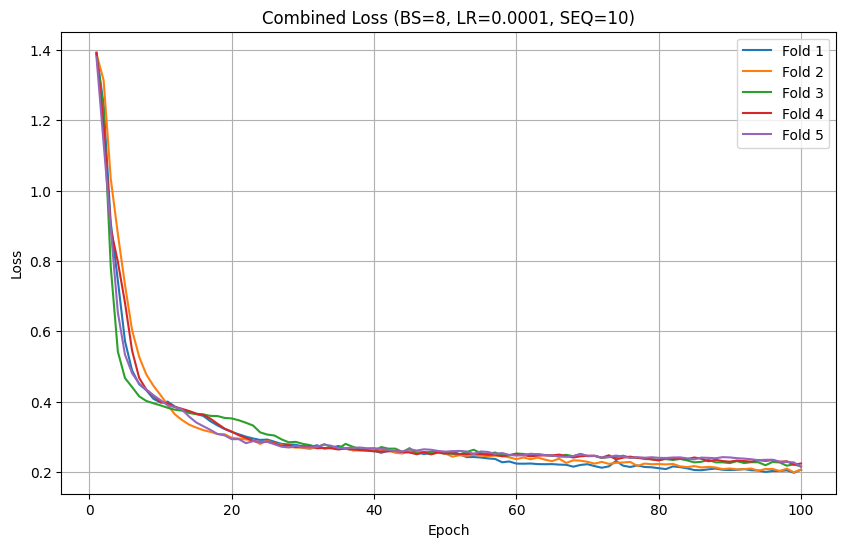 Combined Loss (BS=8, LR=0.0001, SEQ=10)
1.4
1.2
1.0
0.8
0.6
0.4
0.2
Loss
0 20 40 60 80 100
Epoch
Fold 1
Fold 2
Fold 3
Fold 4
Fold 5